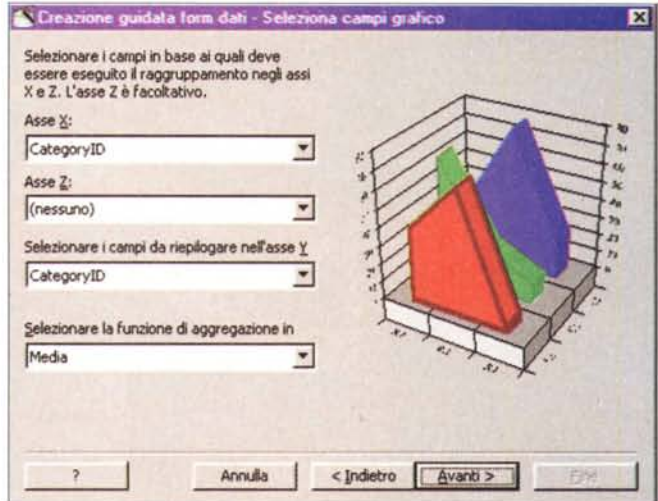 Creazione guidata form dati - Seleziona campi grafico
Selezionare i campi in base ai quali deve
essere eseguito il raggruppamento negli assi
X e Z. L'asse Z è facoltativo.
Asse X:
CategoryID
Asse Z:
(nessuno)
Selezionare i campi da riepilogare nell'asse Y
CategoryID
Selezionare la funzione di aggregazione in
Media
?
Annulla
< Indietro
Avanti >